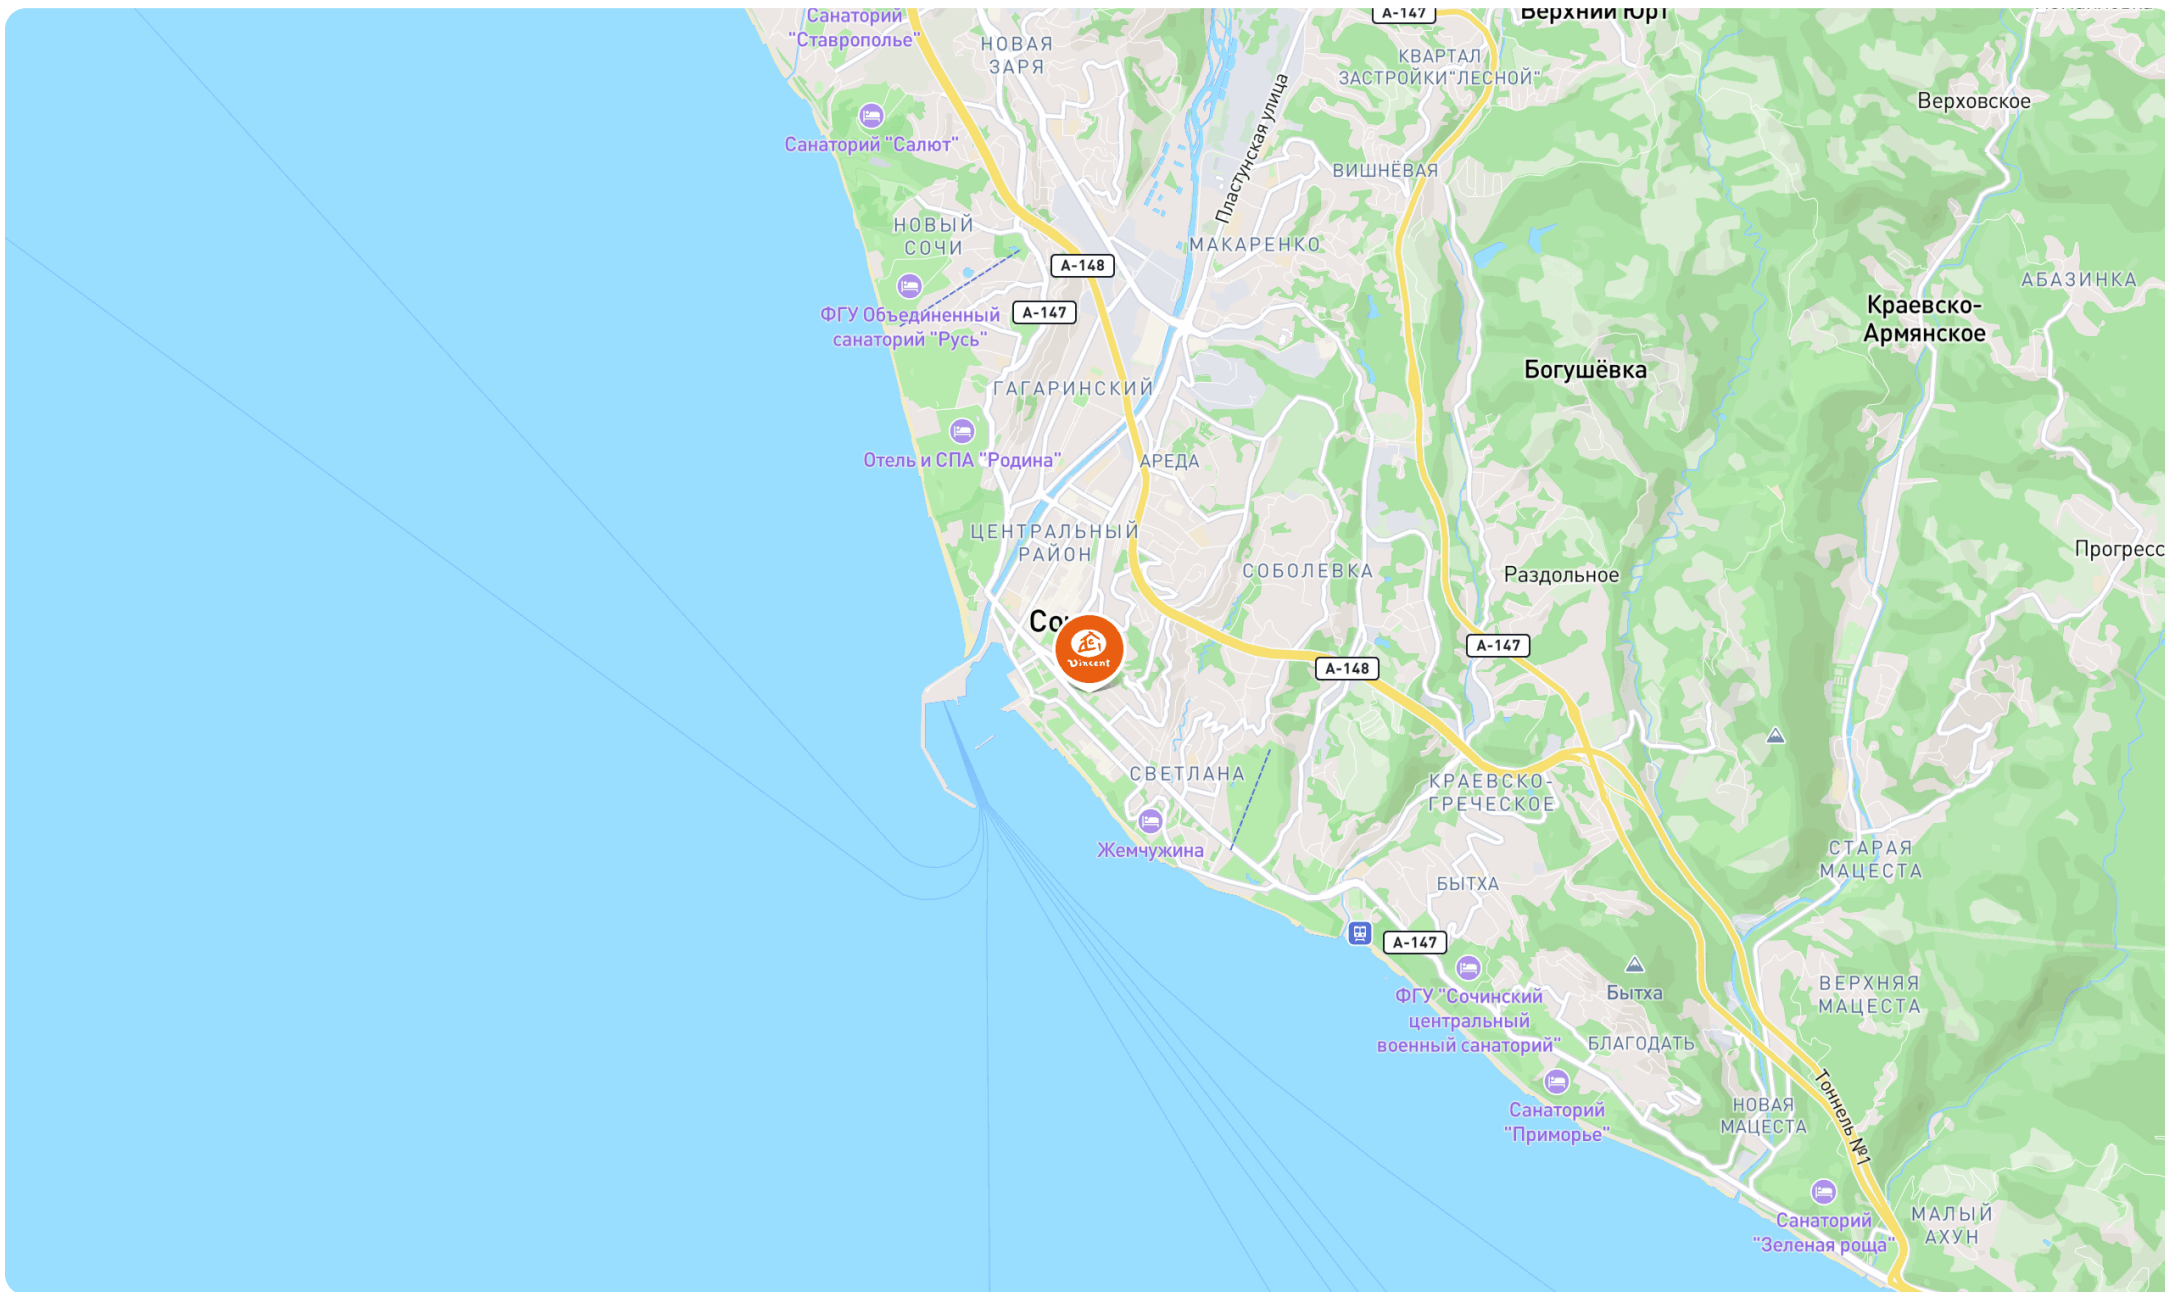 Санаторий
"Ставрополье"
НОВАЯ
ЗАРЯ
А-147
Верхний Юрт
КВАРТАЛ
ЗАСТРОЙКИ"ЛЕСНОЙ"
Верховское
Санаторий "Салют"
Пластунская улица
ВИШНЁВАЯ
НОВЫЙ
СОЧИ
МАКАРЕНКО
А-148
АБАЗИНКА
А-147
ФГУ Объединенный
санаторий "Русь"
Краевско-
Армянское
Богушёвка
ГАГАРИНСКИЙ
Отель и СПА "Родина"
АРЕДА
ЦЕНТРАЛЬНЫЙ
РАЙОН
Прогресс
СОБОЛЕВКА
Раздольное
Vincent
А-147
А-148
СВЕТЛАНА
КРАЕВСКО-
ГРЕЧЕСКОЕ
Жемчужина
СТАРАЯ
МАЦЕСТА
БЫТХА
А-147
ФГУ "Сочинский
центральный
военный санаторий"
Бытха
ВЕРХНЯЯ
МАЦЕСТА
БЛАГОДАТЬ
Санаторий
"Приморье"
НОВАЯ
МАЦЕСТА
Тоннель №1
Санаторий
"Зеленая роща"
МАЛЫЙ
АХУН